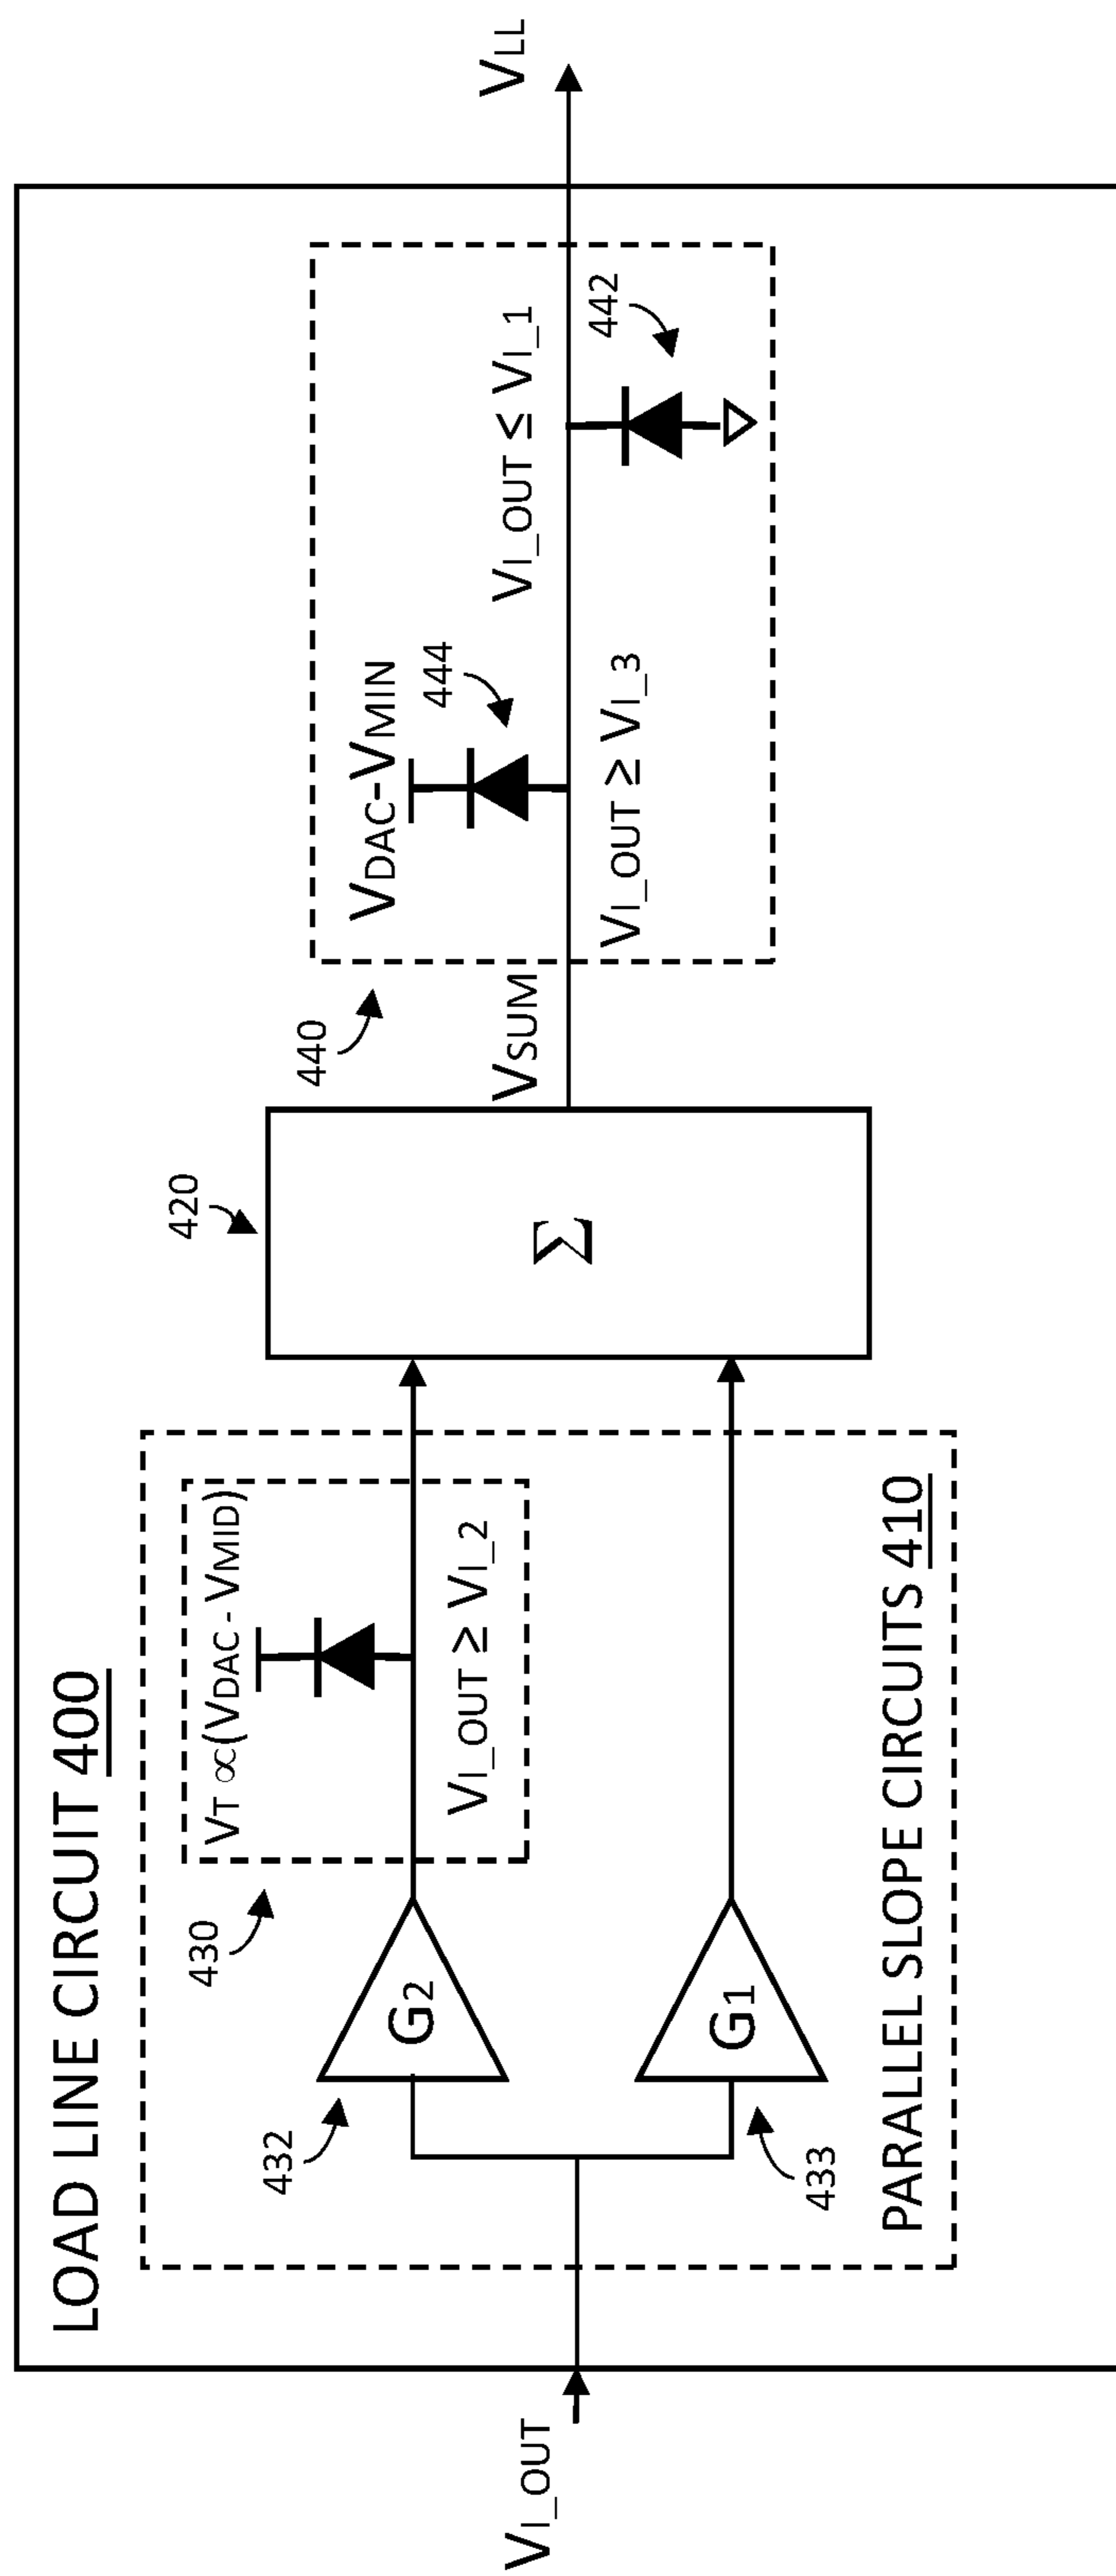 LOAD LINE CIRCUIT 400
VI_OUT
432
G2
433
G1
430
VT ∝(VDAC - VMID)
VI_OUT ≥ VI_2
PARALLEL SLOPE CIRCUITS 410
420
Σ
VSUM
440
VDAC-VMIN
444
VI_OUT ≥ VI_3
VI_OUT ≤ VI_1
442
VLL